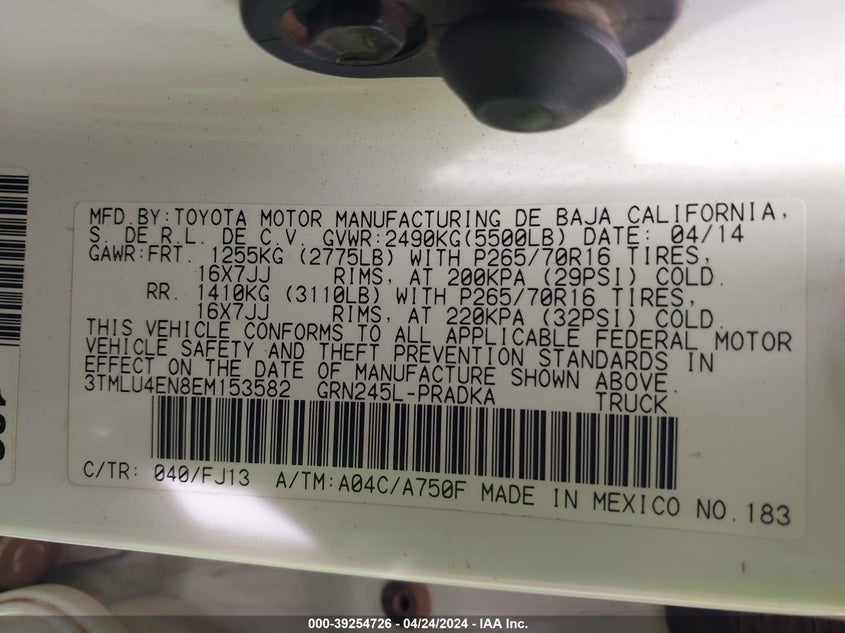 MFD.BY:TOYOTA MOTOR MANUFACTURING DE BAJA CALIFORNIA,
S. DE R.L. DE C.V. GVWR:2490KG(5500LB) DATE: 04/14
GAWR:FRT. 1255KG (2775LB) WITH P265/70R16 TIRES,
16X7JJ RIMS, AT 200KPA (29PSI) COLD.
RR. 1410KG (3110LB) WITH P265/70R16 TIRES,
16X7JJ RIMS, AT 220KPA (32PSI) COLD.
THIS VEHICLE CONFORMS TO ALL APPLICABLE FEDERAL MOTOR
VEHICLE SAFETY AND THEFT PREVENTION STANDARDS IN
EFFECT ON THE DATE OF MANUFACTURE SHOWN ABOVE.
3TMLU4EN8EM153582 GRN245L-PRADKA TRUCK
C/TR: 040/FJ13 A/TM:A04C/A750F MADE IN MEXICO NO.183
000-39254726 - 04/24/2024 - IAA Inc.